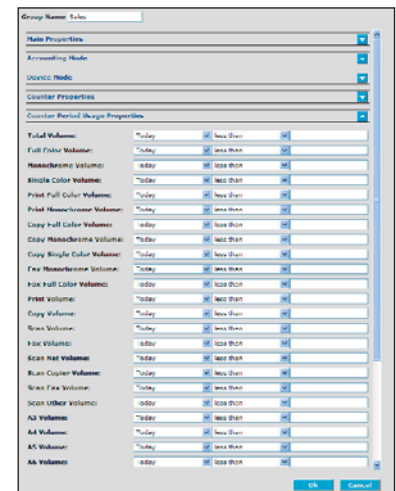 Group Name Sales
Main Properties
Accounting Mode
Device Mode
Counter Properties
Counter Period Usage Properties
Total Volume: Today less than
Full Color Volume: Today less than
Monochrome Volume: Today less than
Single Color Volume: Today less than
Print Full Color Volume: Today less than
Print Monochrome Volume: Today less than
Copy Full Color Volume: Today less than
Copy Monochrome Volume: Today less than
Copy Single Color Volume: Today less than
Fax Monochrome Volume: Today less than
Fax Full Color Volume: Today less than
Print Volume: Today less than
Copy Volume: Today less than
Scan Volume: Today less than
Fax Volume: Today less than
Scan Net Volume: Today less than
Scan Copier Volume: Today less than
Scan Fax Volume: Today less than
Scan Other Volume: Today less than
A3 Volume: Today less than
A4 Volume: Today less than
A5 Volume: Today less than
A6 Volume: Today less than
Ok Cancel